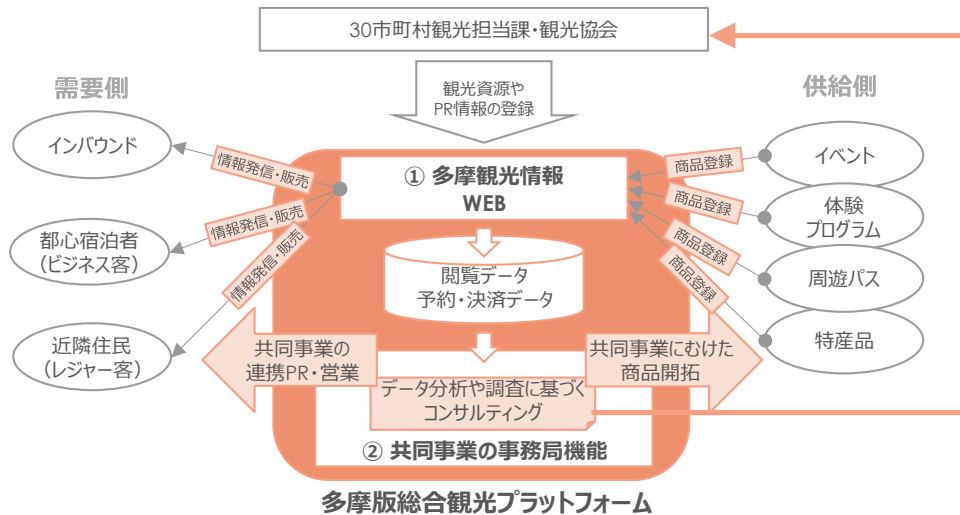 30市町村観光担当課・観光協会
観光資源や
PR情報の登録
需要側
供給側
インバウンド
都心宿泊者
（ビジネス客）
近隣住民
（レジャー客）
情報発信・販売
情報発信・販売
情報発信・販売
① 多摩観光情報
WEB
閲覧データ
予約・決済データ
商品登録
商品登録
商品登録
商品登録
イベント
体験
プログラム
周遊パス
特産品
共同事業の
連携PR・営業
データ分析や調査に基づく
コンサルティング
共同事業にむけた
商品開拓
② 共同事業の事務局機能
多摩版総合観光プラットフォーム